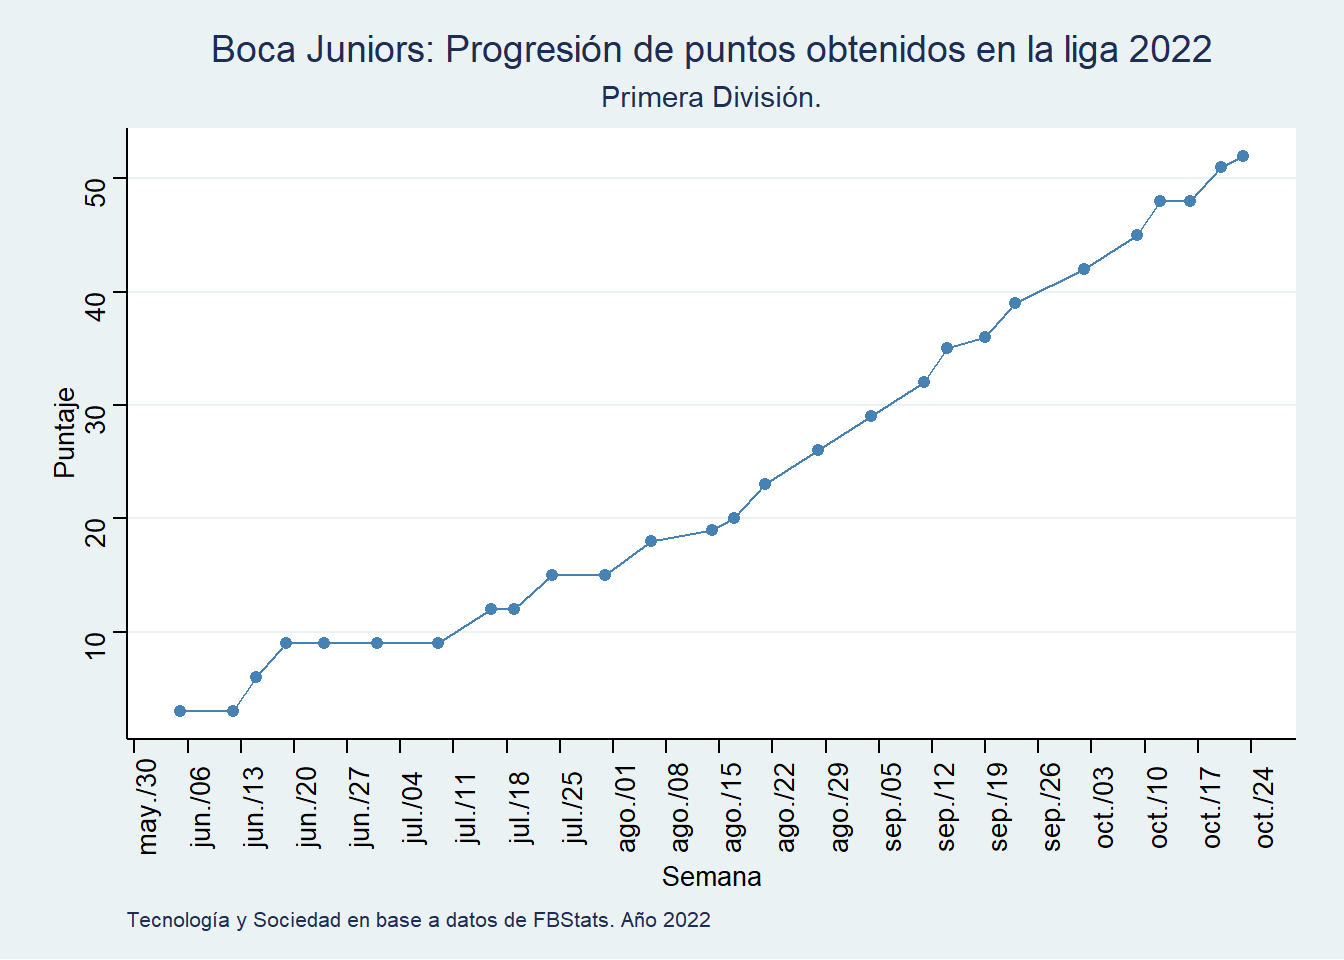 Boca Juniors: Progresión de puntos obtenidos en la liga 2022
Primera División.
Puntaje
50
40
30
20
10
may./30
jun./06
jun./13
jun./20
jun./27
jul./04
jul./11
jul./18
jul./25
ago./01
ago./08
ago./15
ago./22
ago./29
sep./05
sep./12
sep./19
sep./26
oct./03
oct./10
oct./17
oct./24
Semana
Tecnología y Sociedad en base a datos de FBStats. Año 2022